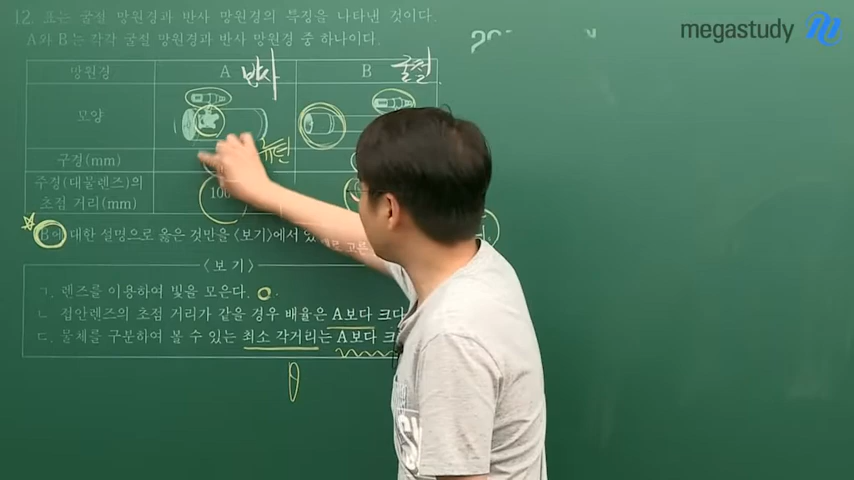 megastudy
12. 표는 굴절 망원경과 반사 망원경의 특징을 나타낸 것이다.
A와 B는 각각 굴절 망원경과 반사 망원경 중 하나이다.
망원경 A 반사 B 굴절
모양
뉴턴
구경(mm)
주경(대물렌즈)의
초점 거리(mm) 100
B에 대한 설명으로 옳은 것만을 <보기>에서 고른
<보기>
ㄱ. 렌즈를 이용하여 빛을 모은다. o
ㄴ 접안렌즈의 초점 거리가 같을 경우 배율은 A보다 크다
ㄷ. 물체를 구분하여 볼 수 있는 최소 각거리는 A보다 크
θ